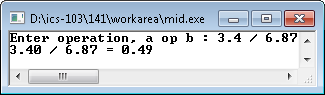 D:\ics-103\141\workarea\mid.exe
Enter operation, a op b : 3.4 / 6.87
3.40 / 6.87 = 0.49